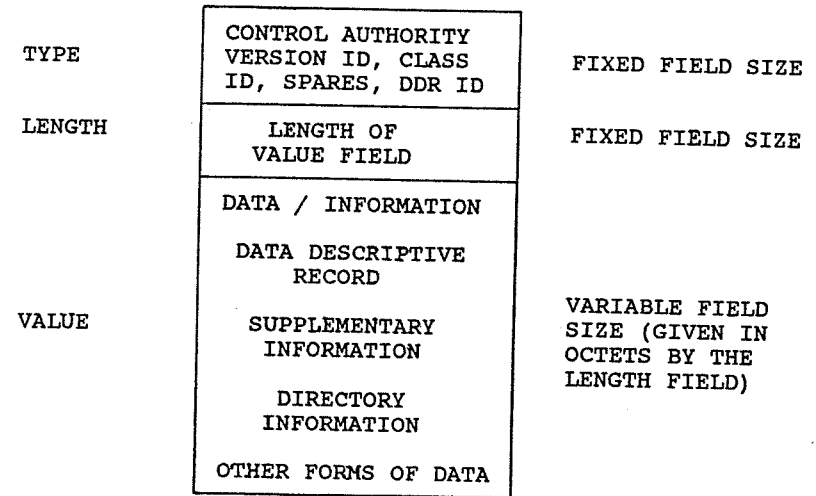 TYPE
CONTROL AUTHORITY
VERSION ID, CLASS
ID, SPARES, DDR ID
FIXED FIELD SIZE
LENGTH
LENGTH OF
VALUE FIELD
FIXED FIELD SIZE
VALUE
DATA / INFORMATION
DATA DESCRIPTIVE
RECORD
SUPPLEMENTARY
INFORMATION
DIRECTORY
INFORMATION
OTHER FORMS OF DATA
VARIABLE FIELD
SIZE (GIVEN IN
OCTETS BY THE
LENGTH FIELD)